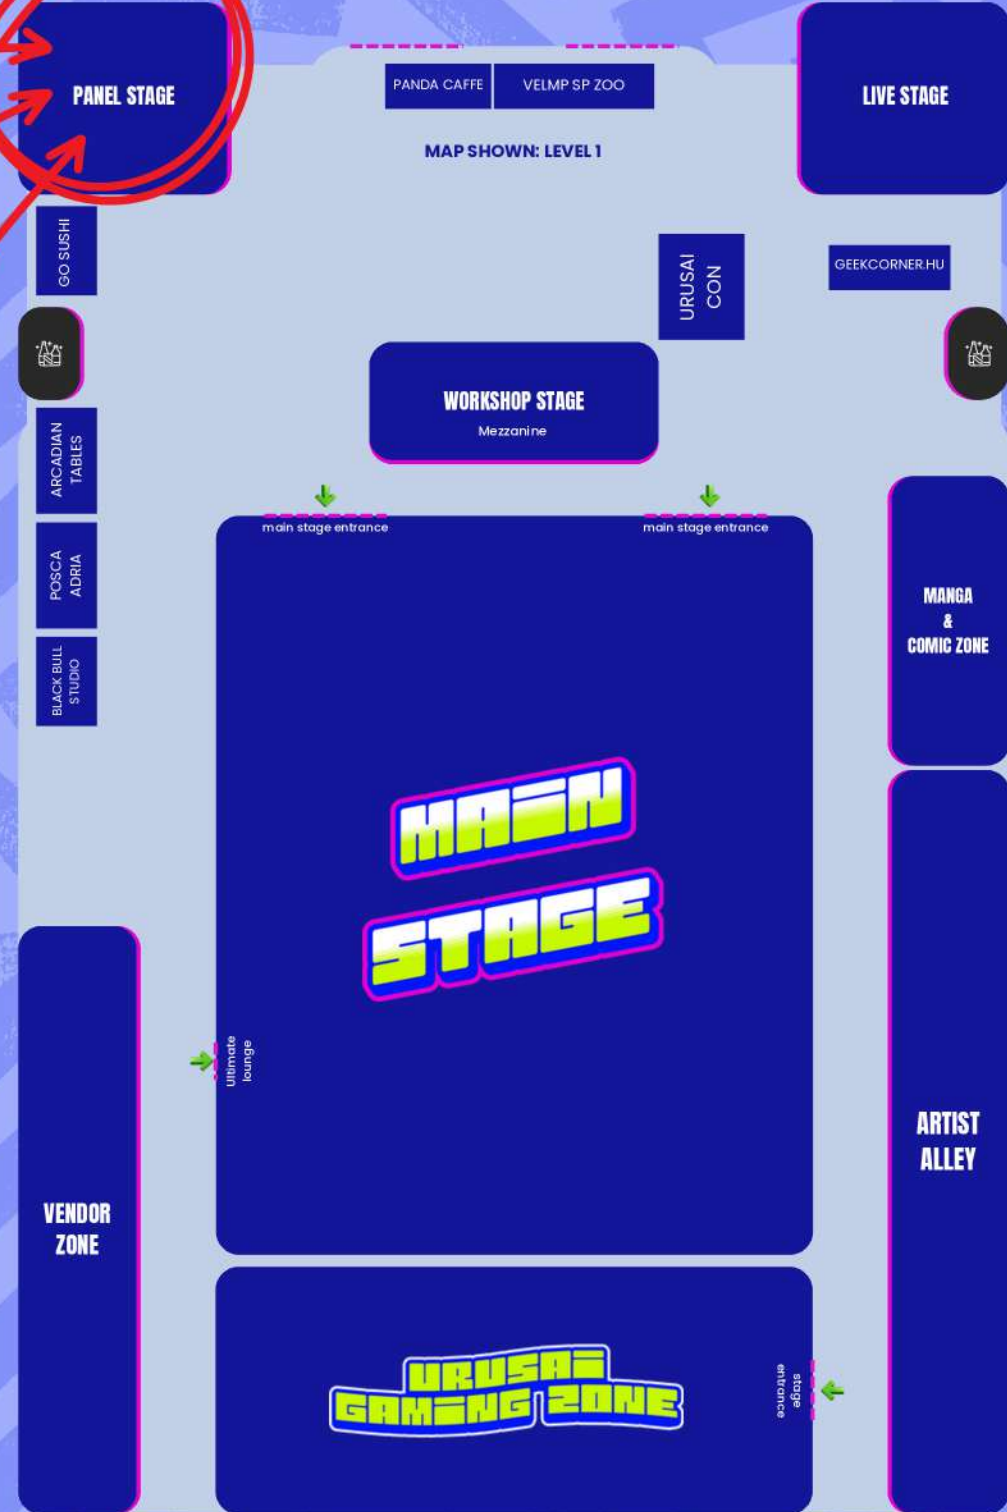 PANDA CAFFE
VELMP SP ZOO
PANEL STAGE
LIVE STAGE
MAP SHOWN: LEVEL 1
GO SUSHI
URUSAI
CON
GEEKCORNER.HU
WORKSHOP STAGE
Mezzanine
ARCADIAN
TABLES
main stage entrance
main stage entrance
POSCA
ADRIA
MANGA
&
COMIC ZONE
BLACK BULL
STUDIO
MAIN
STAGE
Ultimate
lounge
ARTIST
ALLEY
VENDOR
ZONE
URUSAI
GAMING ZONE
stage
entrance